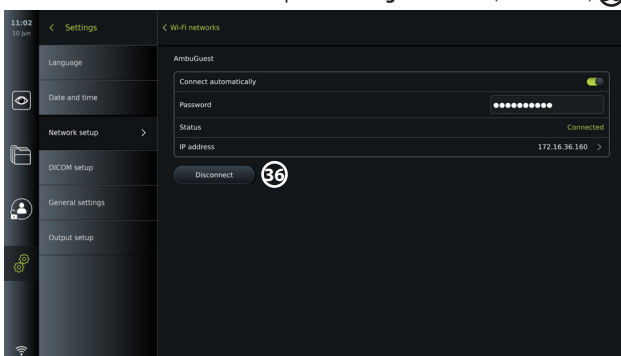 11:02
10 Jun
< Settings
Language
Date and time
Network setup >
DICOM setup
General settings
Output setup
< Wi-Fi networks
AmbuGuest
Connect automatically
Password ●●●●●●●●●●
Status Connected
IP address 172.16.36.160 >
Disconnect 36